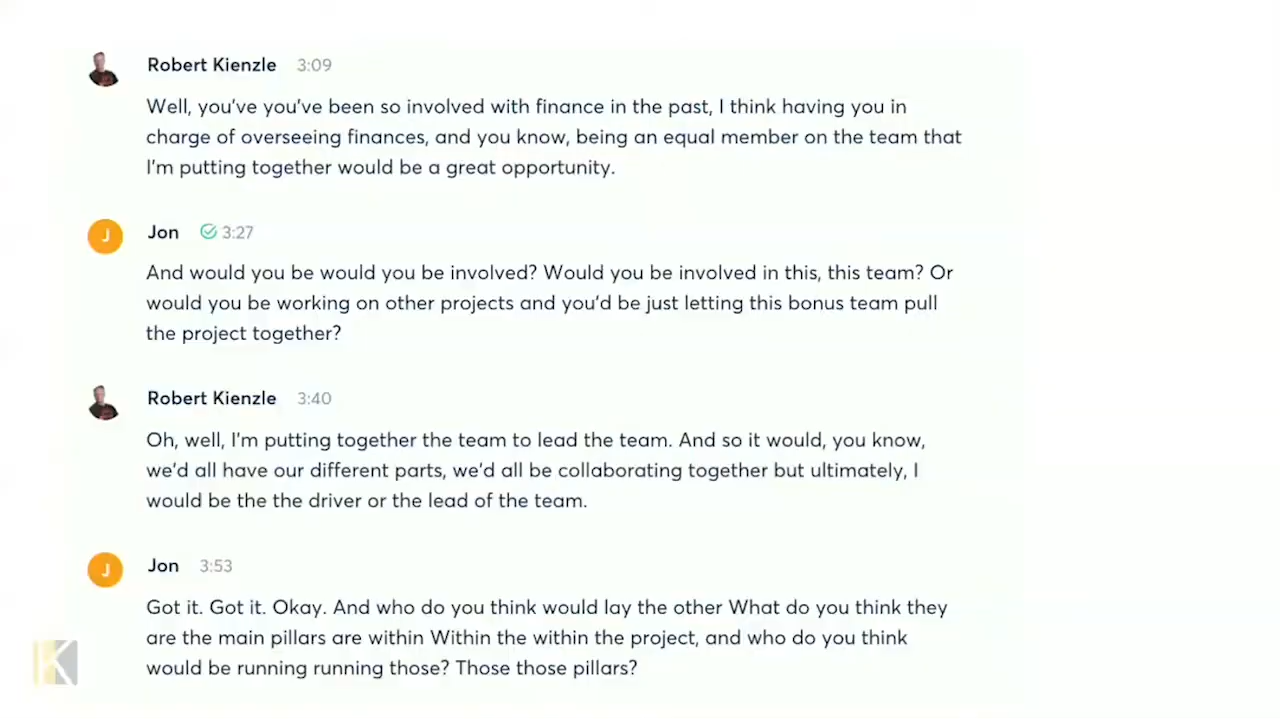 Robert Kienzle 3:09
Well, you've you've been so involved with finance in the past, I think having you in
charge of overseeing finances, and you know, being an equal member on the team that
I'm putting together would be a great opportunity.
J Jon 3:27
And would you be would you be involved? Would you be involved in this, this team? Or
would you be working on other projects and you'd be just letting this bonus team pull
the project together?
Robert Kienzle 3:40
Oh, well, I'm putting together the team to lead the team. And so it would, you know,
we'd all have our different parts, we'd all be collaborating together but ultimately, I
would be the the driver or the lead of the team.
J Jon 3:53
Got it. Got it. Okay. And who do you think would lay the other What do you think they
are the main pillars are within Within the within the project, and who do you think
would be running running those? Those those pillars?
K